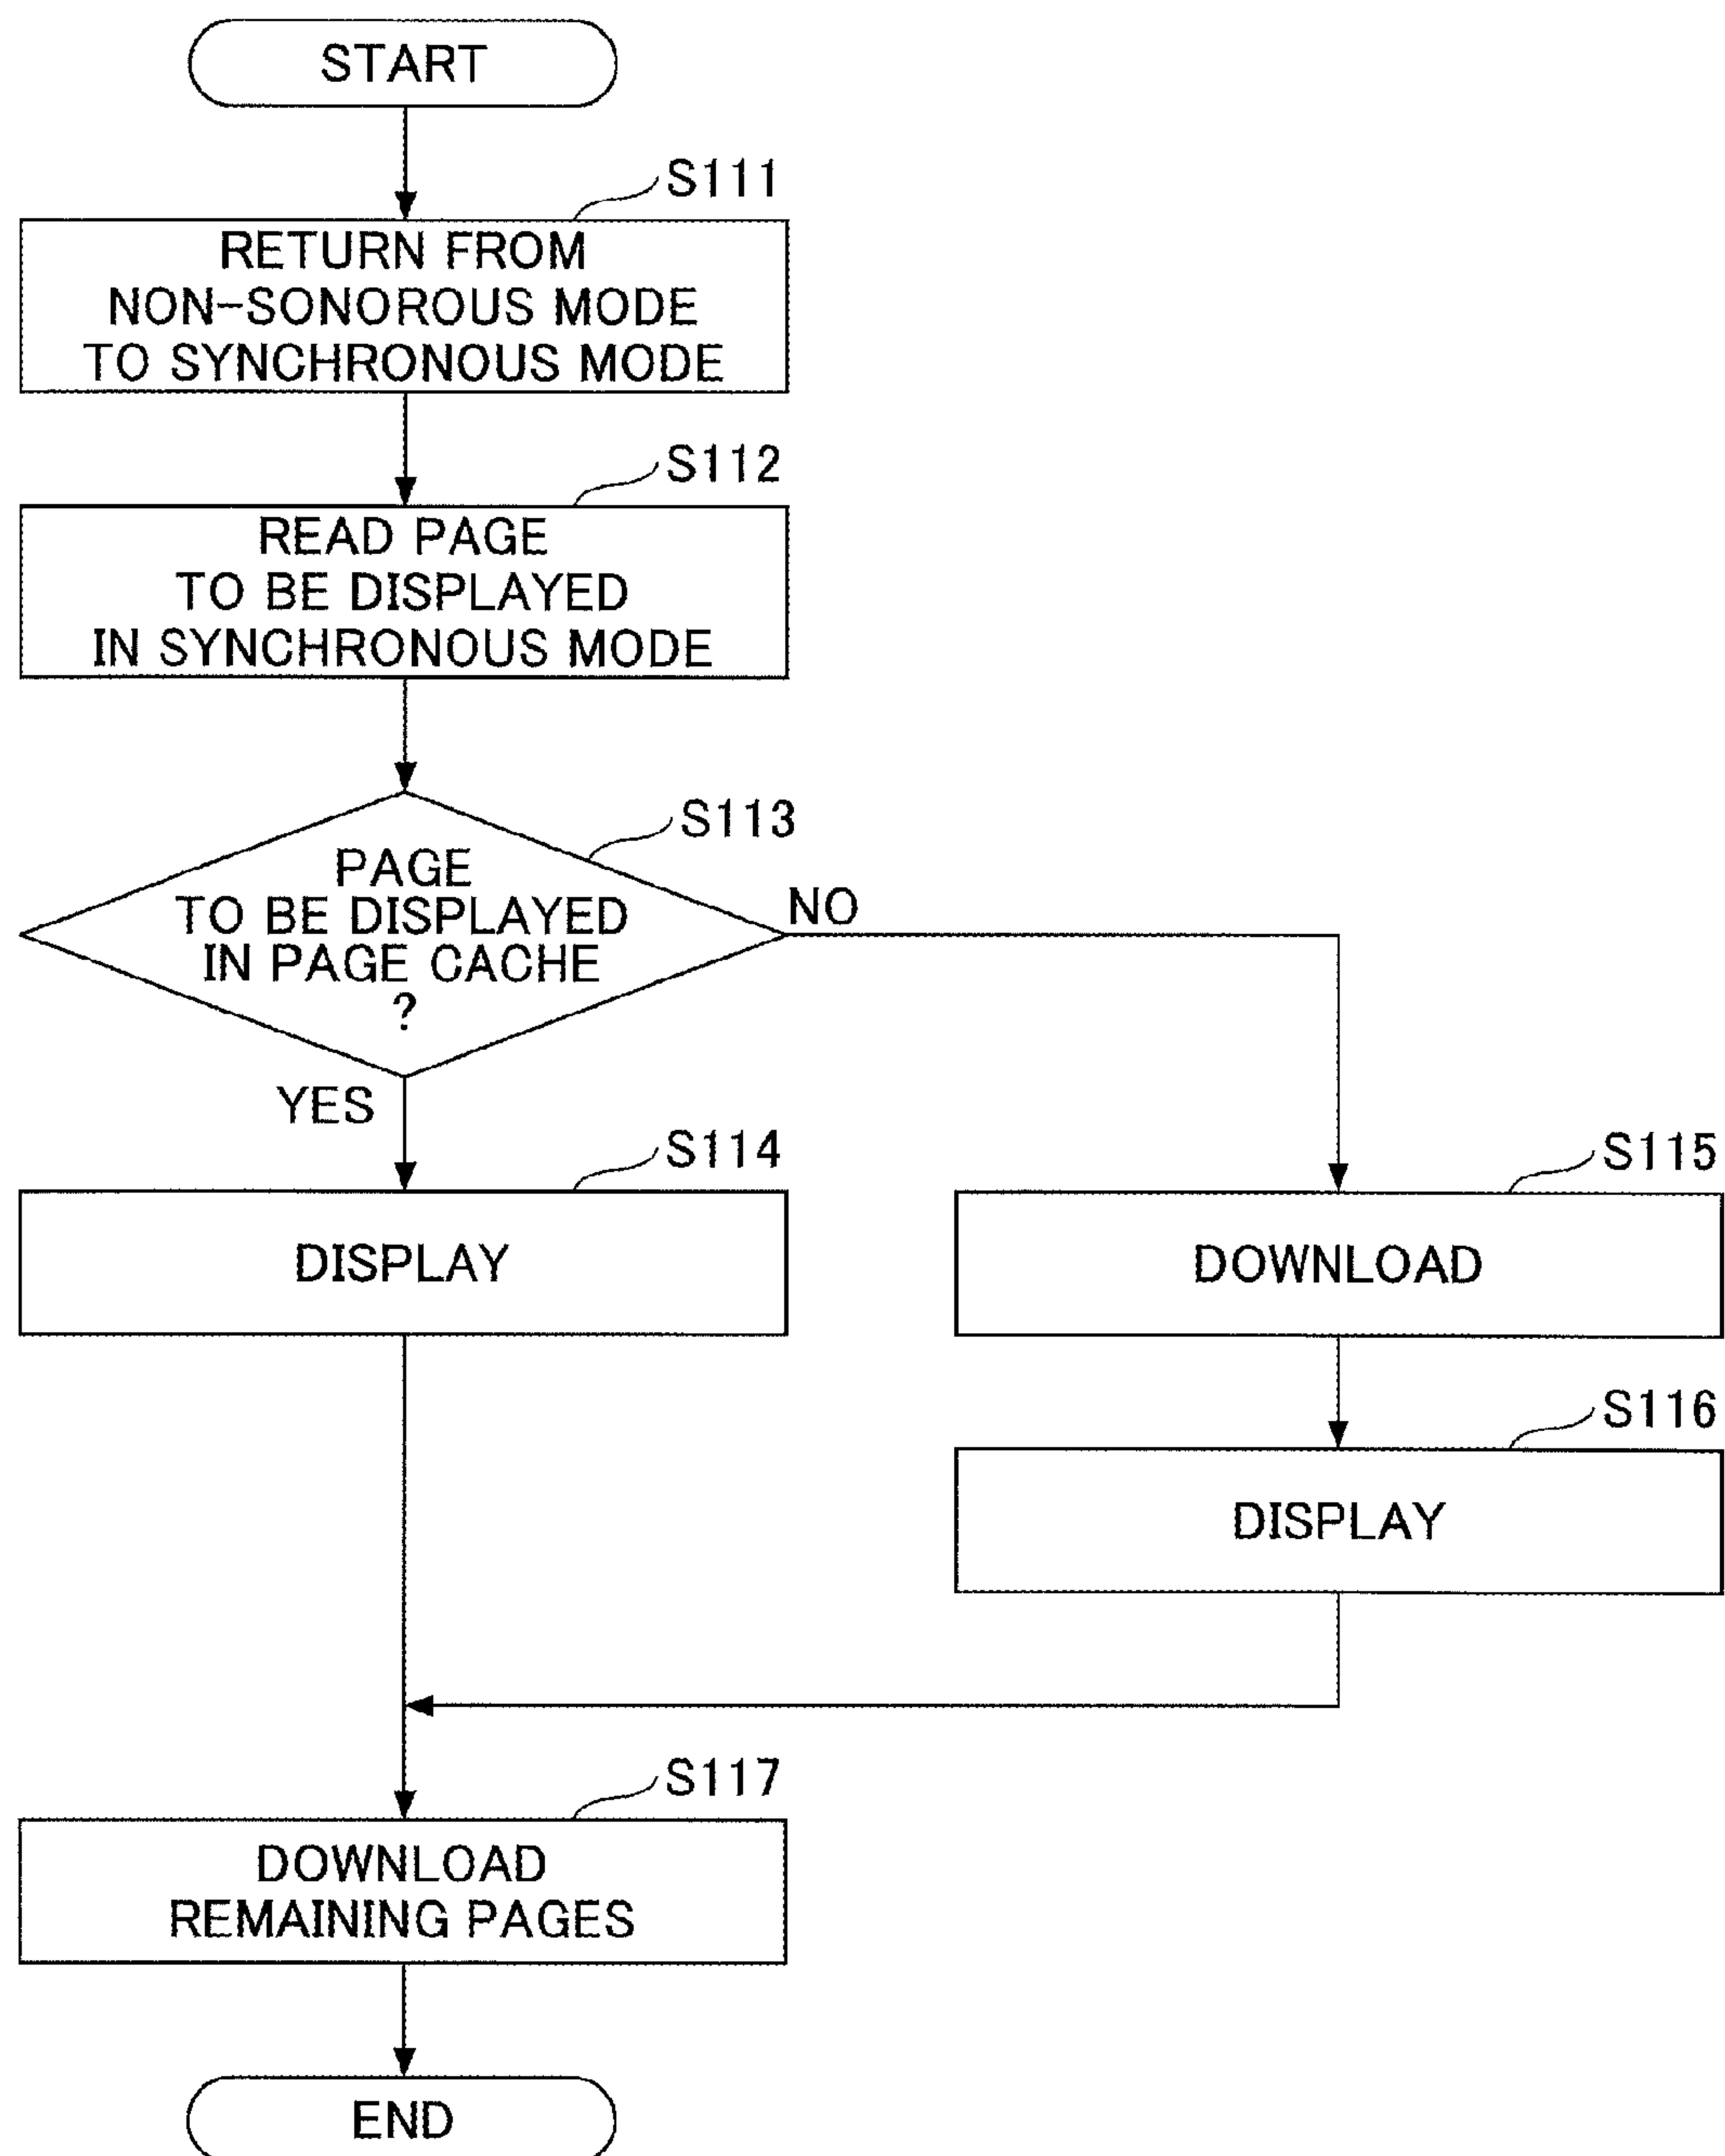 START
S111
RETURN FROM
NON-SONOROUS MODE
TO SYNCHRONOUS MODE
S112
READ PAGE
TO BE DISPLAYED
IN SYNCHRONOUS MODE
S113
PAGE
TO BE DISPLAYED
IN PAGE CACHE
?
NO
YES
S114
DISPLAY
S115
DOWNLOAD
S116
DISPLAY
S117
DOWNLOAD
REMAINING PAGES
END